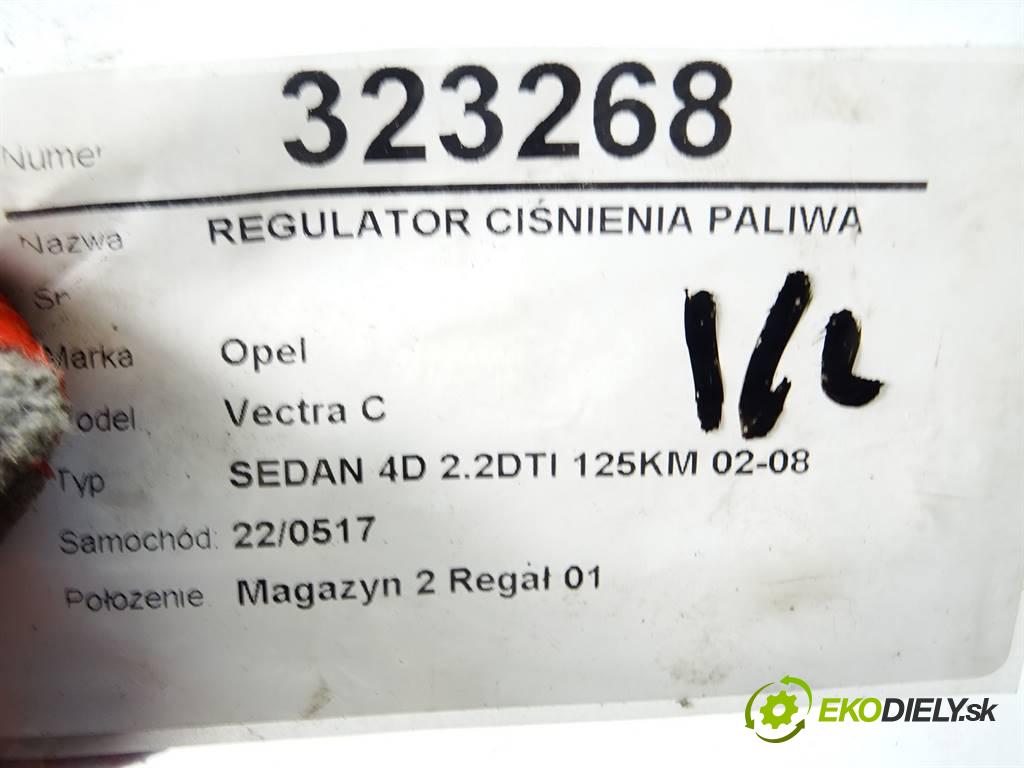 Numer 323268
Nazwa REGULATOR CIŚNIENIA PALIWA
Marka Opel
Model Vectra C
Typ SEDAN 4D 2.2DTI 125KM 02-08
Samochód: 22/0517
Położenie Magazyn 2 Regał 01
EKODIELY.sk